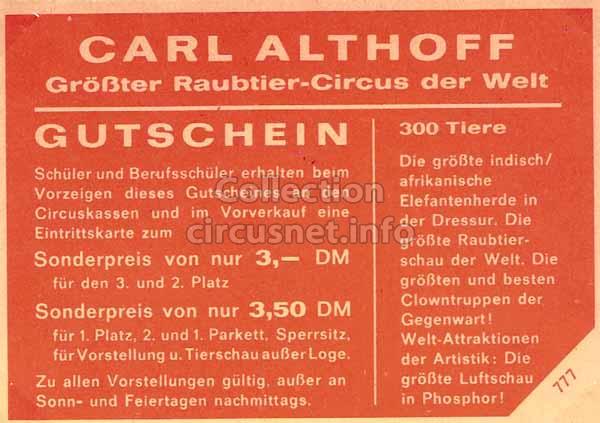 CARL ALTHOFF
Größter Raubtier-Circus der Welt
GUTSCHEIN
Schüler und Berufsschüler erhalten beim
Vorzeigen dieses Gutscheines an den
Circuskassen und im Vorverkauf eine
Eintrittskarte zum
Sonderpreis von nur 3,— DM
für den 3. und 2. Platz
Sonderpreis von nur 3,50 DM
für 1. Platz, 2. und 1. Parkett, Sperrsitz,
für Vorstellung u. Tierschau außer Loge.
Zu allen Vorstellungen gültig, außer an
Sonn- und Feiertagen nachmittags.
300 Tiere
Die größte indisch/
afrikanische
Elefantenherde in
der Dressur. Die
größte Raubtier-
schau der Welt. Die
größten und besten
Clowntruppen der
Gegenwart!
Welt-Attraktionen
der Artistik: Die
größte Luftschau
in Phosphor!
777
Collection
circusnet.info